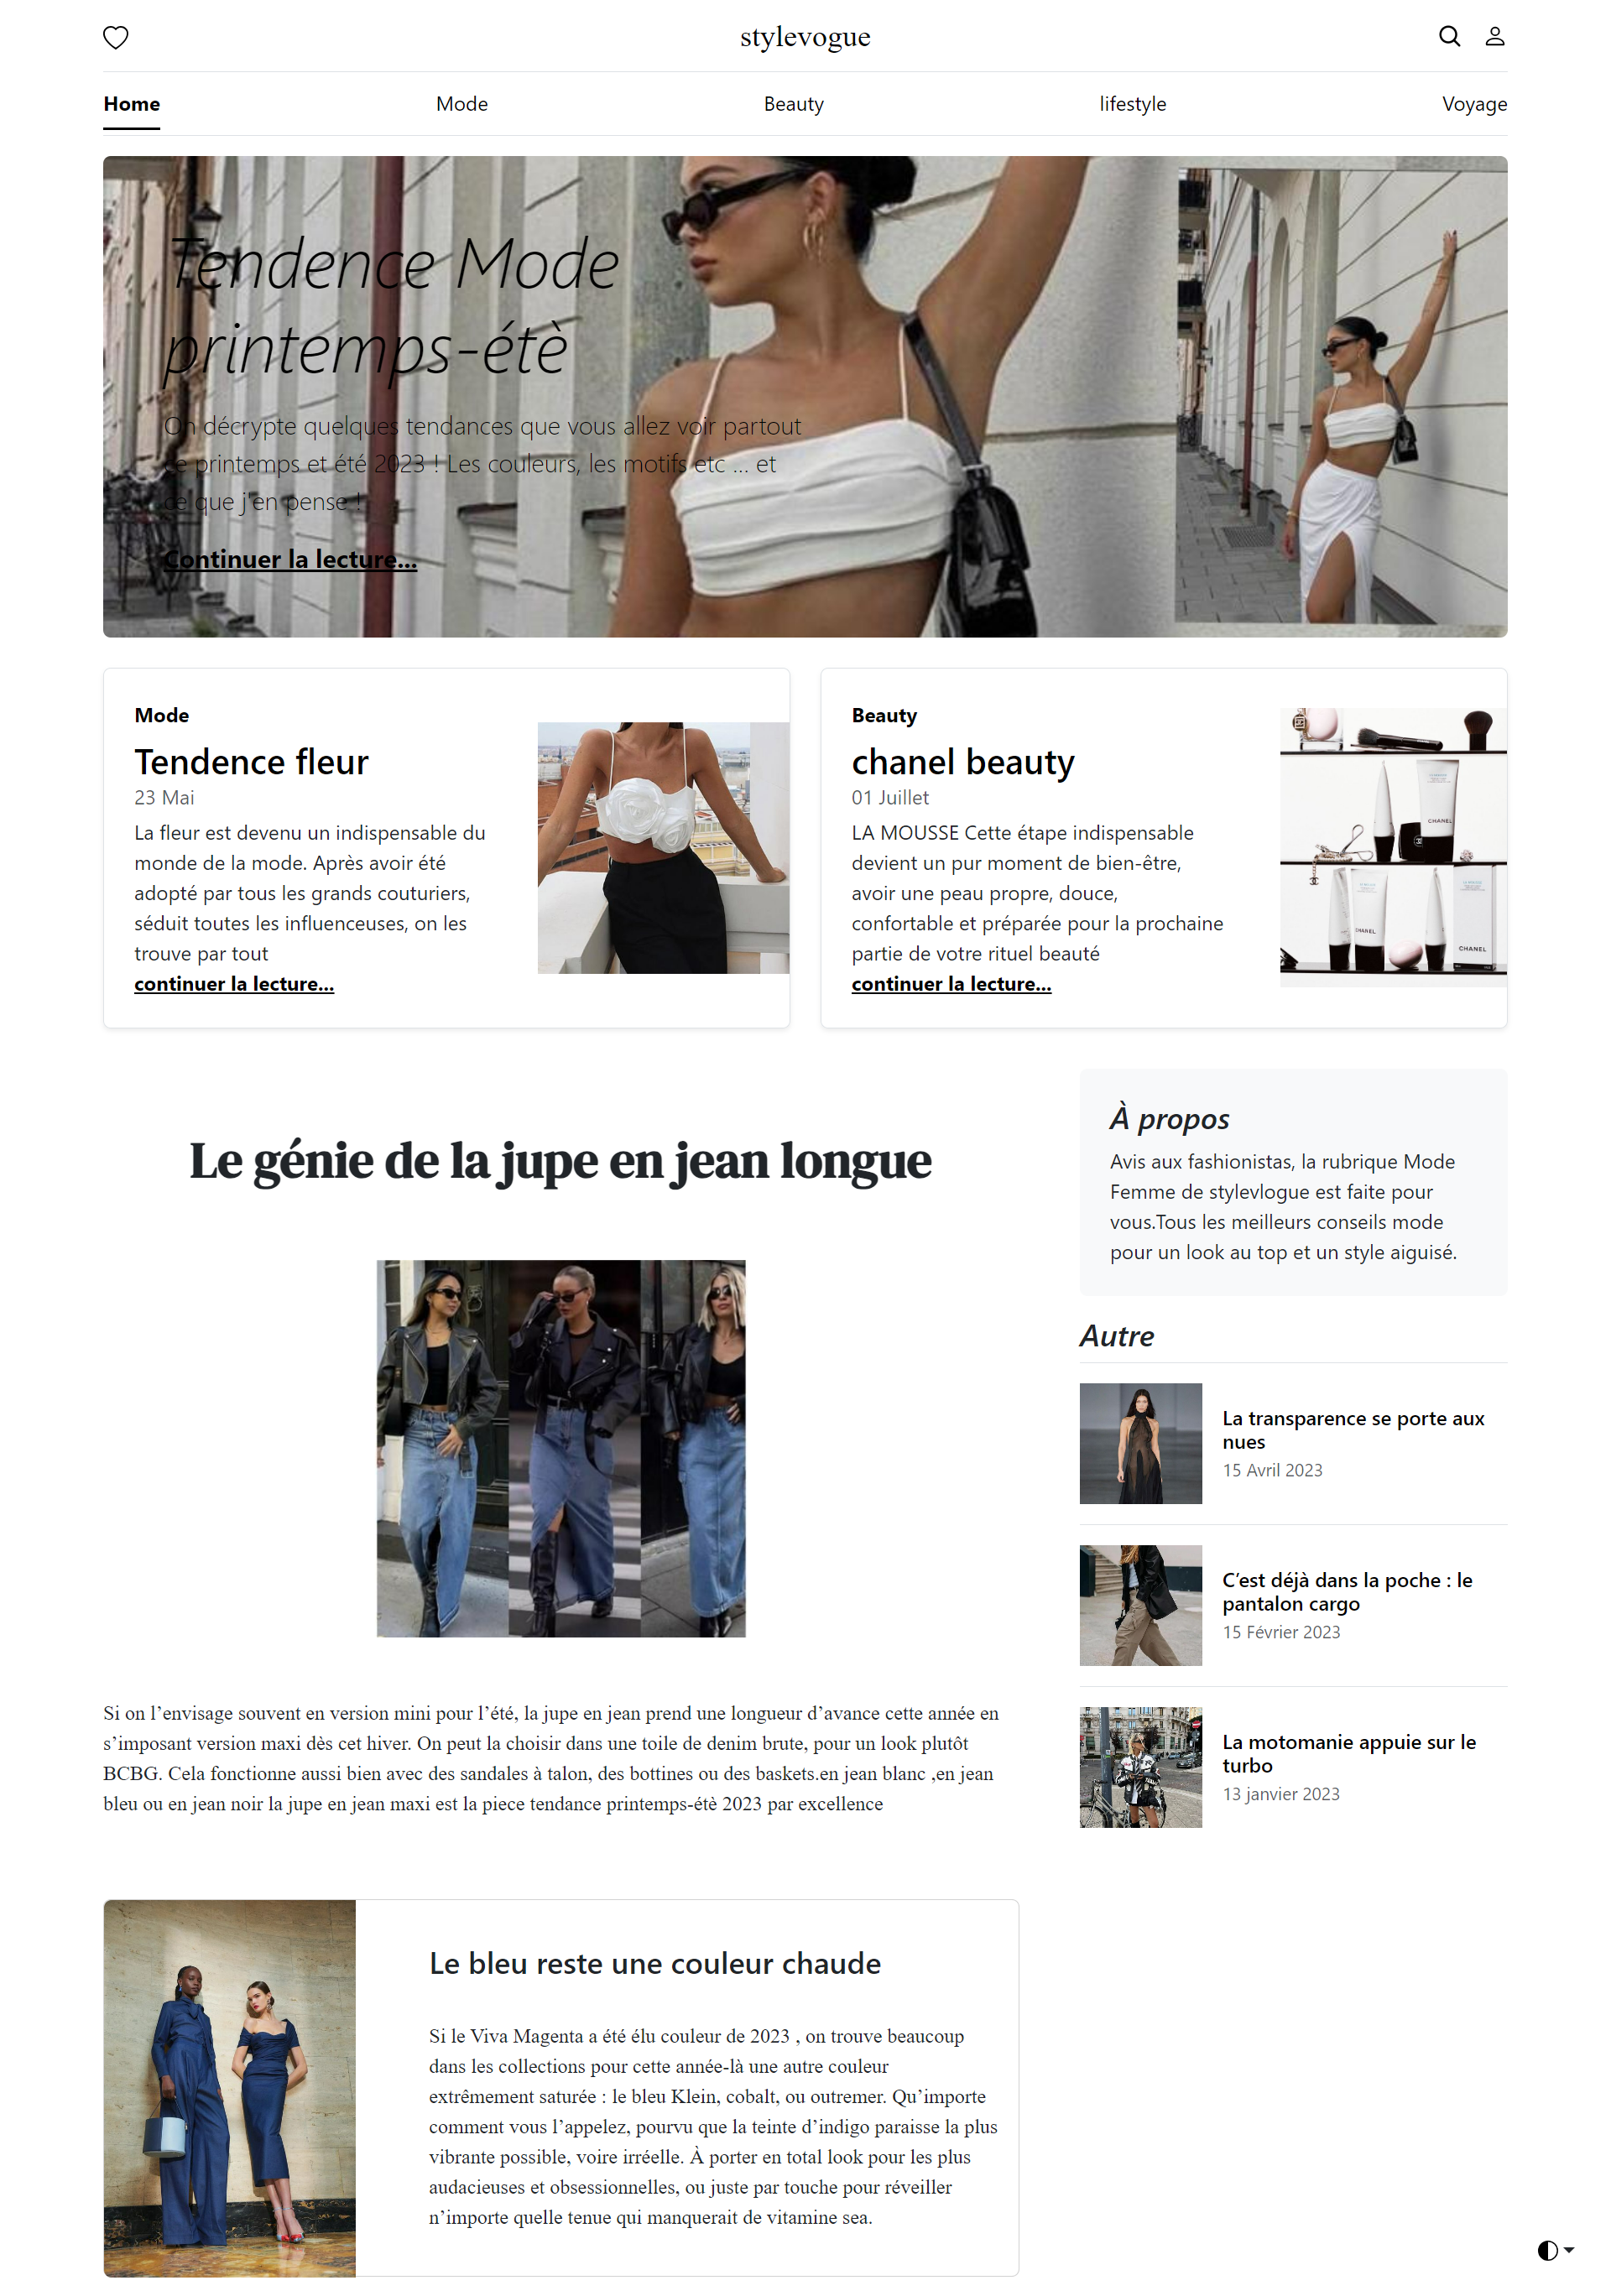 stylevogue
Home
Mode
Beauty
lifestyle
Voyage
Tendence Mode
printemps-étè
On décrypte quelques tendances que vous allez voir partout
ce printemps et été 2023 ! Les couleurs, les motifs etc ... et
ce que j'en pense !
Continuer la lecture...
Mode
Tendence fleur
23 Mai
La fleur est devenu un indispensable du
monde de la mode. Après avoir été
adopté par tous les grands couturiers,
séduit toutes les influenceuses, on les
trouve par tout
continuer la lecture...
Beauty
chanel beauty
01 Juillet
LA MOUSSE Cette étape indispensable
devient un pur moment de bien-être,
avoir une peau propre, douce,
confortable et préparée pour la prochaine
partie de votre rituel beauté
continuer la lecture...
CHANEL
CHANEL
CHANEL
Le génie de la jupe en jean longue
Si on l’envisage souvent en version mini pour l’été, la jupe en jean prend une longueur d’avance cette année en
s’imposant version maxi dès cet hiver. On peut la choisir dans une toile de denim brute, pour un look plutôt
BCBG. Cela fonctionne aussi bien avec des sandales à talon, des bottines ou des baskets.en jean blanc ,en jean
bleu ou en jean noir la jupe en jean maxi est la piece tendance printemps-étè 2023 par excellence
À propos
Avis aux fashionistas, la rubrique Mode
Femme de stylevlogue est faite pour
vous.Tous les meilleurs conseils mode
pour un look au top et un style aiguisé.
Autre
La transparence se porte aux
nues
15 Avril 2023
C’est déjà dans la poche : le
pantalon cargo
15 Février 2023
La motomanie appuie sur le
turbo
13 janvier 2023
Le bleu reste une couleur chaude
Si le Viva Magenta a été élu couleur de 2023 , on trouve beaucoup
dans les collections pour cette année-là une autre couleur
extrêmement saturée : le bleu Klein, cobalt, ou outremer. Qu’importe
comment vous l’appelez, pourvu que la teinte d’indigo paraisse la plus
vibrante possible, voire irréelle. À porter en total look pour les plus
audacieuses et obsessionnelles, ou juste par touche pour réveiller
n’importe quelle tenue qui manquerait de vitamine sea.